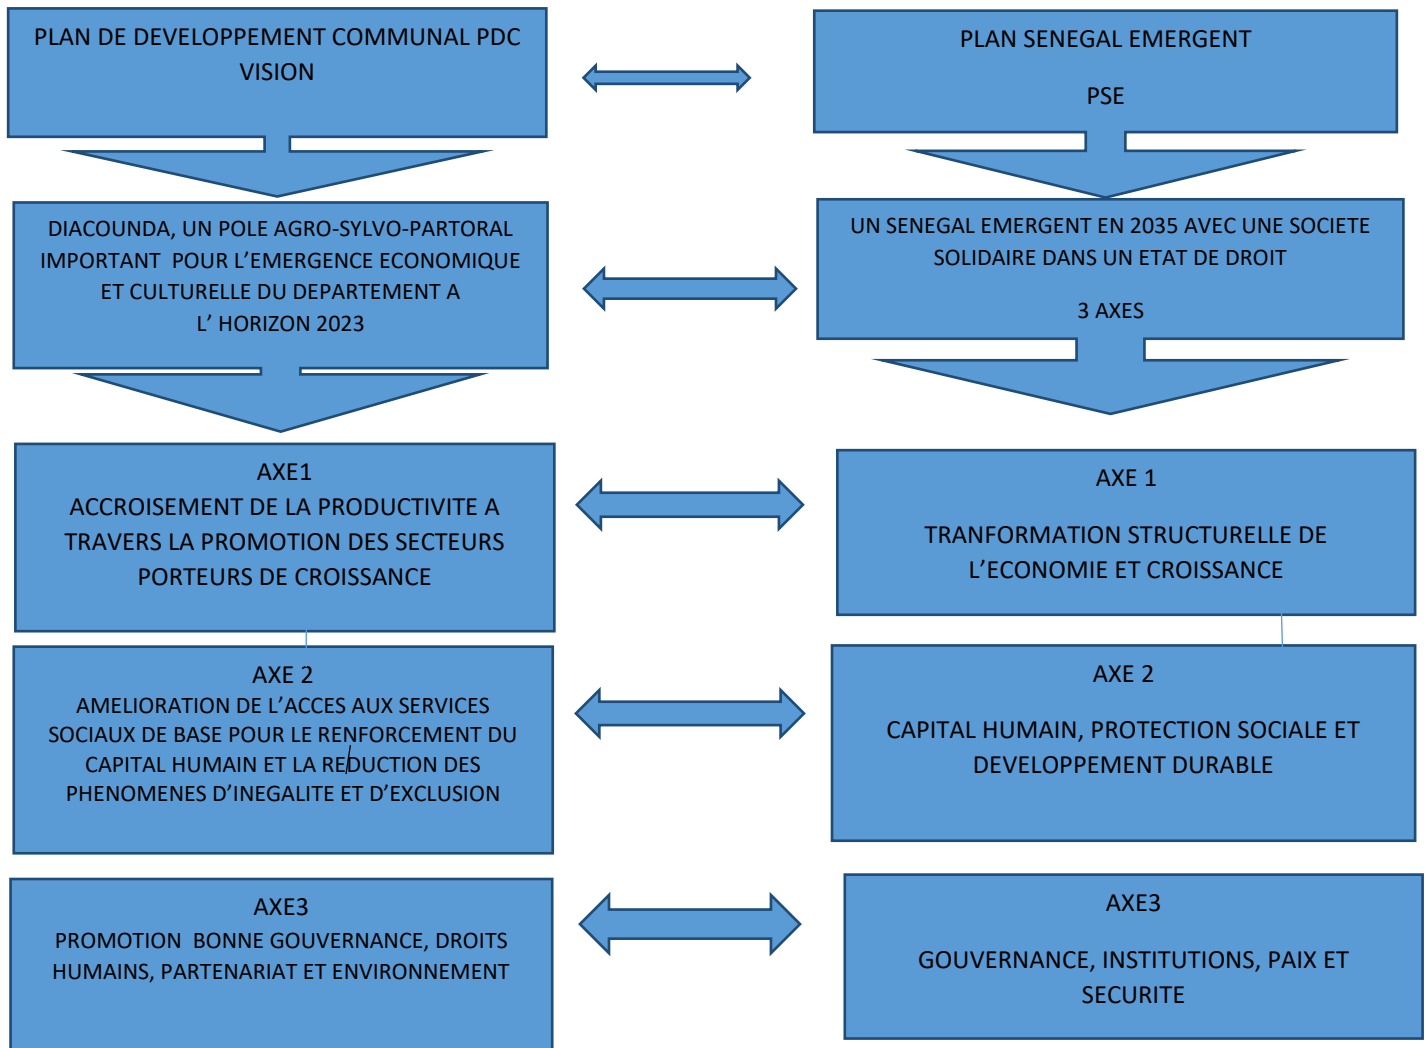 PLAN DE DEVELOPPEMENT COMMUNAL PDC
VISION
PLAN SENEGAL EMERGENT
PSE
DIACOUNDA, UN POLE AGRO-SYLVO-PARTORAL
IMPORTANT POUR L’EMERGENCE ECONOMIQUE
ET CULTURELLE DU DEPARTEMENT A
L’ HORIZON 2023
UN SENEGAL EMERGENT EN 2035 AVEC UNE SOCIETE
SOLIDAIRE DANS UN ETAT DE DROIT
3 AXES
AXE1
ACCROISEMENT DE LA PRODUCTIVITE A
TRAVERS LA PROMOTION DES SECTEURS
PORTEURS DE CROISSANCE
AXE 1
TRANFORMATION STRUCTURELLE DE
L’ECONOMIE ET CROISSANCE
AXE 2
AMELIORATION DE L’ACCES AUX SERVICES
SOCIAUX DE BASE POUR LE RENFORCEMENT DU
CAPITAL HUMAIN ET LA REDUCTION DES
PHENOMENES D’INEGALITE ET D’EXCLUSION
AXE 2
CAPITAL HUMAIN, PROTECTION SOCIALE ET
DEVELOPPEMENT DURABLE
AXE3
PROMOTION BONNE GOUVERNANCE, DROITS
HUMAINS, PARTENARIAT ET ENVIRONNEMENT
AXE3
GOUVERNANCE, INSTITUTIONS, PAIX ET
SECURITE